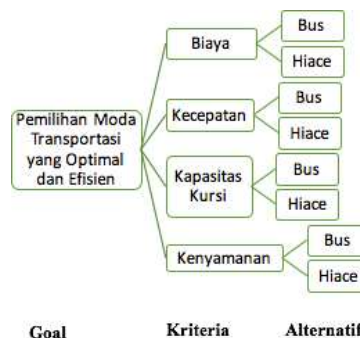 Pemilihan Moda
Transportasi
yang Optimal
dan Efisien
Biaya
Bus
Hiace
Kecepatan
Bus
Hiace
Kapasitas
Kursi
Bus
Hiace
Kenyamanan
Bus
Hiace
Goal
Kriteria
Alternatif